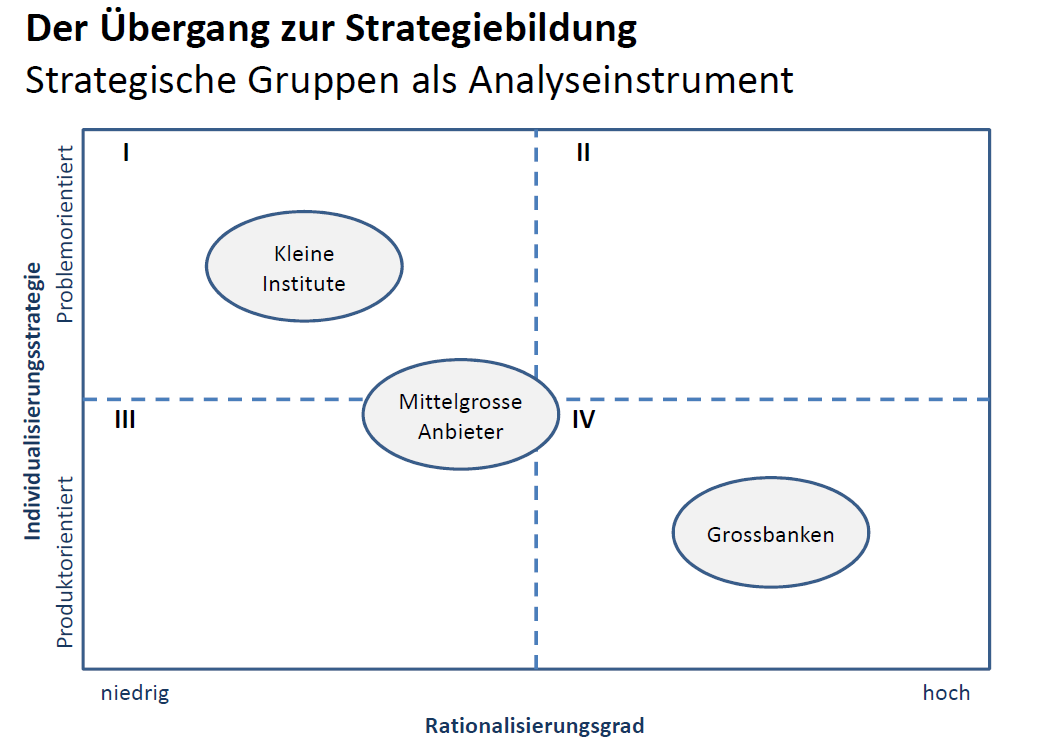 Der Übergang zur Strategiebildung
Strategische Gruppen als Analyseinstrument
I
II
Problemorientiert
Kleine
Institute
Individualisierungsstrategie
Mittelgrosse
Anbieter
III
IV
Produktorientiert
Grossbanken
niedrig
hoch
Rationalisierungsgrad